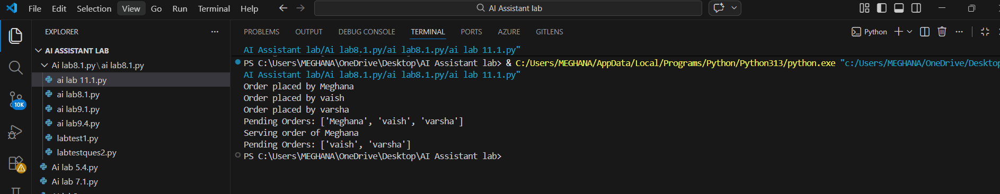 File Edit Selection View Go Run Terminal Help
AI Assistant lab
EXPLORER
AI ASSISTANT LAB
Ai lab8.1.py\ai lab8.1.py
ai lab 11.1.py
ai lab8.1.py
ai lab9.1.py
ai lab9.4.py
labtest1.py
labtestques2.py
Ai lab 5.4.py
Ai lab 7.1.py
10K
PROBLEMS OUTPUT DEBUG CONSOLE TERMINAL PORTS AZURE GITLENS
Python
AI Assistant lab/Ai lab8.1.py/ai lab8.1.py/ai lab 11.1.py"
PS C:\Users\MEGHANA\OneDrive\Desktop\AI Assistant lab> & C:/Users/MEGHANA/AppData/Local/Programs/Python/Python313/python.exe "c:/Users/MEGHANA/OneDrive/Desktop
AI Assistant lab/Ai lab8.1.py/ai lab8.1.py/ai lab 11.1.py"
Order placed by Meghana
Order placed by vaish
Order placed by varsha
Pending Orders: ['Meghana', 'vaish', 'varsha']
Serving order of Meghana
Pending Orders: ['vaish', 'varsha']
PS C:\Users\MEGHANA\OneDrive\Desktop\AI Assistant lab>